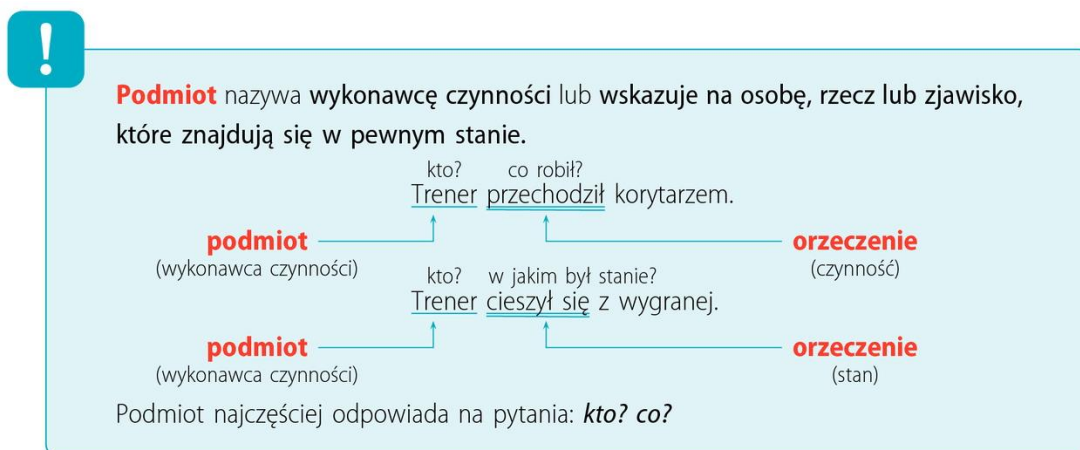 !
Podmiot nazywa wykonawcę czynności lub wskazuje na osobę, rzecz lub zjawisko,
które znajdują się w pewnym stanie.
kto? co robił?
Trener przechodził korytarzem.
podmiot orzeczenie
(wykonawca czynności) (czynność)
kto? w jakim był stanie?
Trener cieszył się z wygranej.
podmiot orzeczenie
(wykonawca czynności) (stan)
Podmiot najczęściej odpowiada na pytania: kto? co?